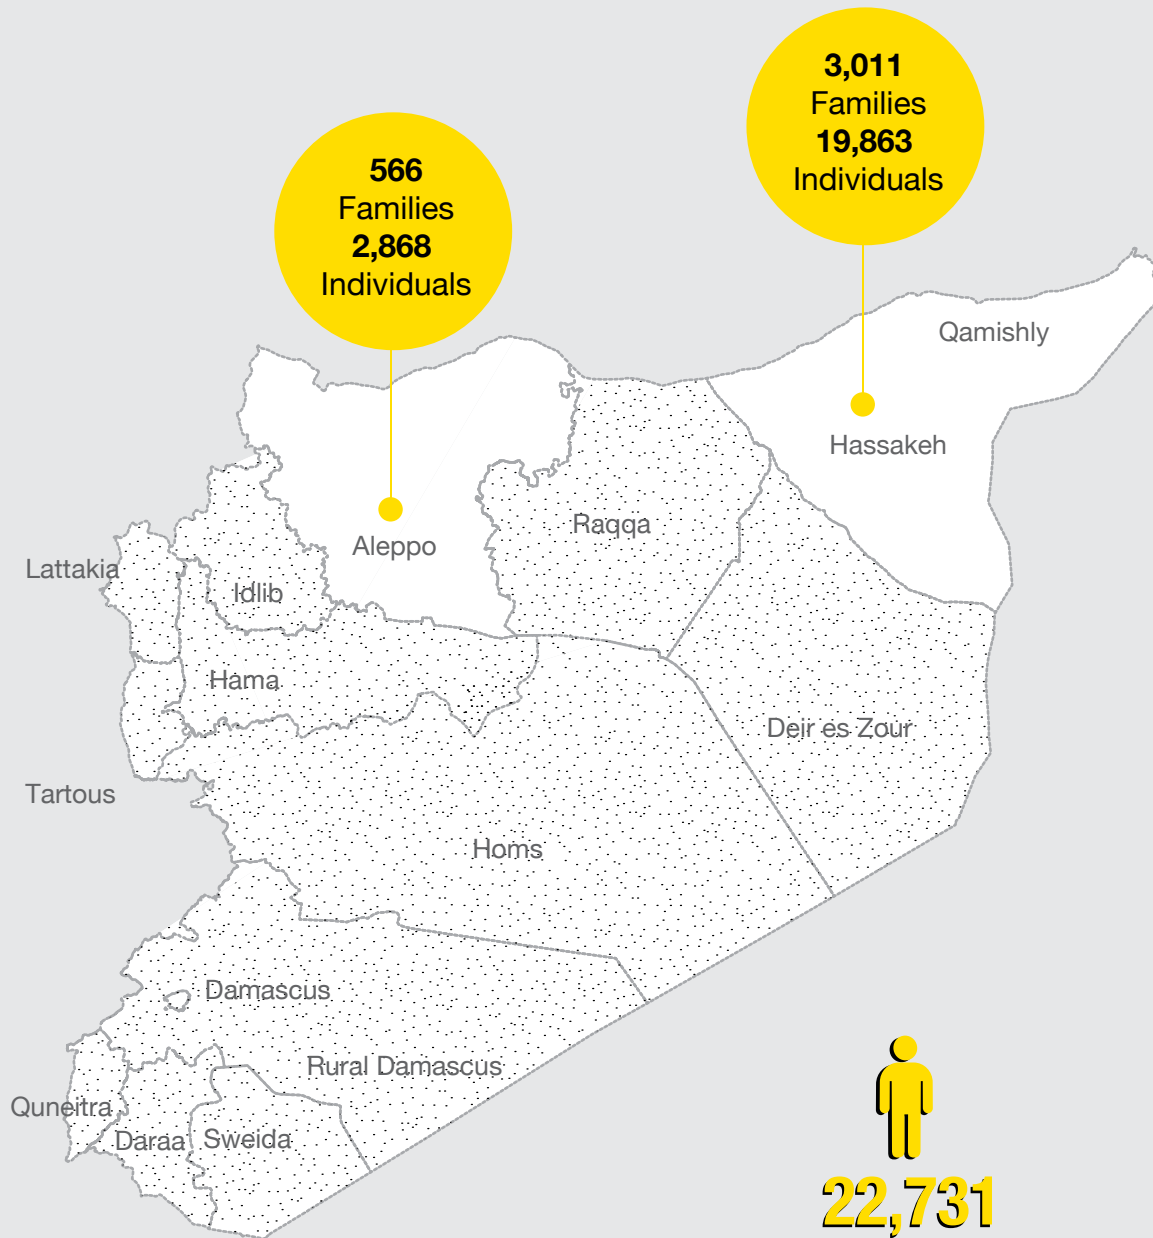 3,011
Families
19,863
Individuals
566
Families
2,868
Individuals
Qamishly
Hassakeh
Raqqa
Aleppo
Lattakia
Idlib
Hama
Deir es Zour
Tartous
Homs
Damascus
Rural Damascus
Quneitra
Daraa
Sweida
22,731